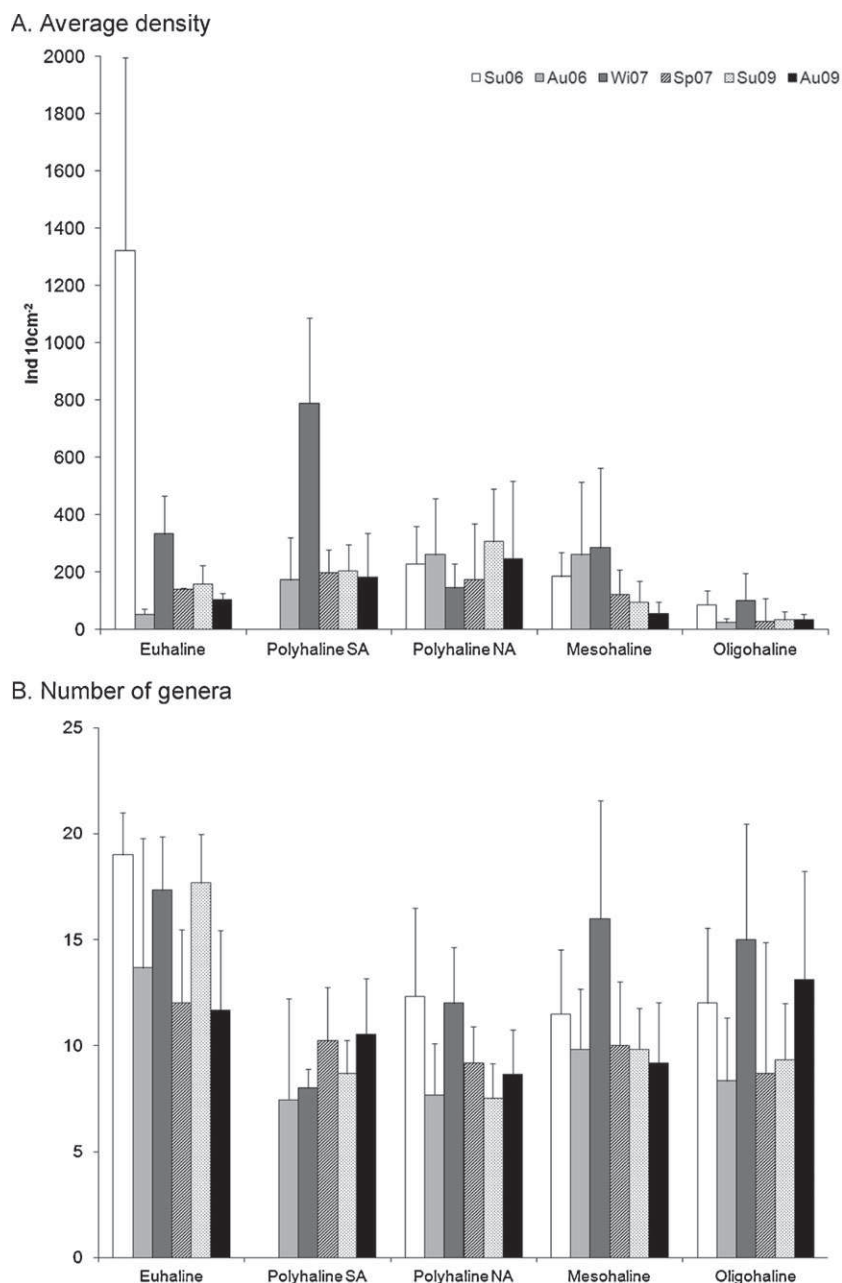 A. Average density
2000
1800
1600
1400
1200
1000
800
600
400
200
0
Ind 10cm⁻²
Su06 Au06 Wi07 Sp07 Su09 Au09
Euhaline Polyhaline SA Polyhaline NA Mesohaline Oligohaline
B. Number of genera
25
20
15
10
5
0
Euhaline Polyhaline SA Polyhaline NA Mesohaline Oligohaline